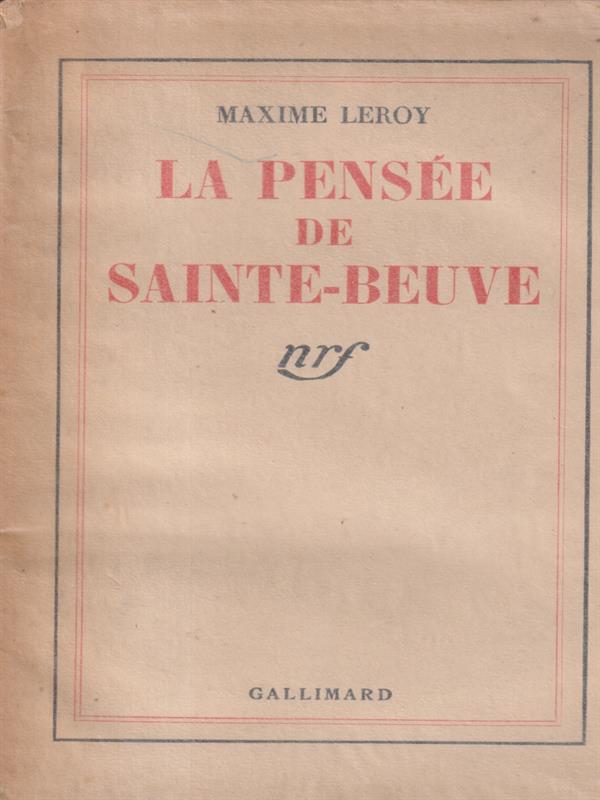 MAXIME LEROY
LA PENSÉE
DE
SAINTE-BEUVE
nrf
GALLIMARD